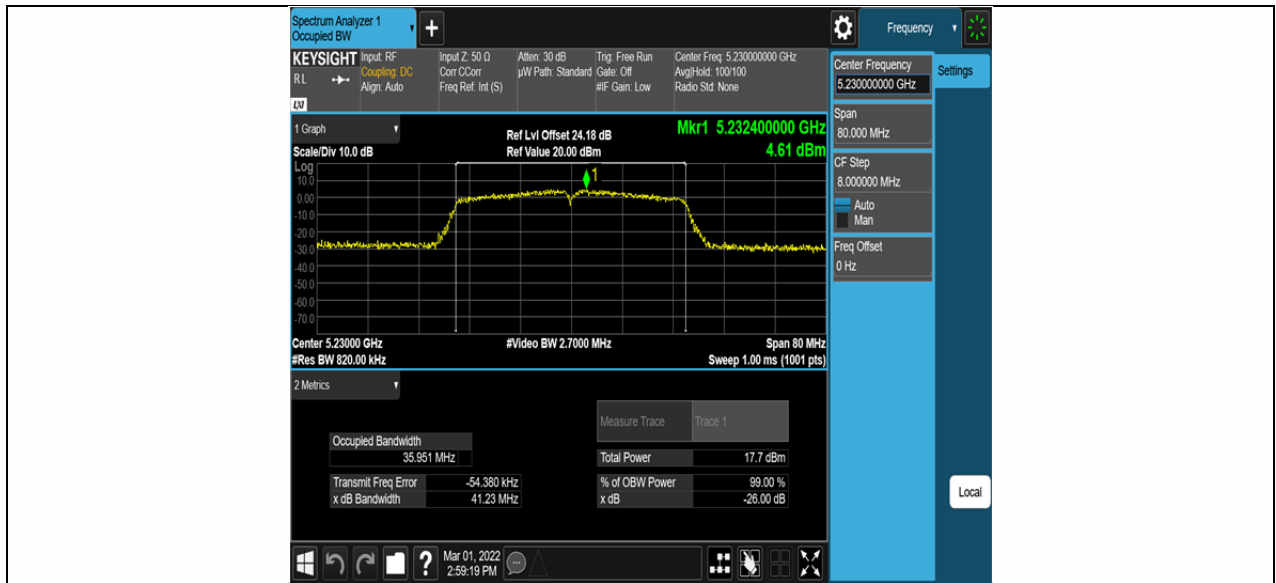 Spectrum Analyzer 1
Occupied BW
+
Frequency
KEYSIGHT
RL
LXI
Input: RF
Coupling: DC
Align: Auto
Input Z: 50 Ω
Corr CCorr
Freq Ref: Int (S)
Atten: 30 dB
µW Path: Standard
Trig: Free Run
Gate: Off
#IF Gain: Low
Center Freq: 5.230000000 GHz
Avg|Hold: 100/100
Radio Std: None
Center Frequency
5.230000000 GHz
Settings
Span
80.000 MHz
CF Step
8.000000 MHz
Auto
Man
Freq Offset
0 Hz
Local
1 Graph
Scale/Div 10.0 dB
Ref Lvl Offset 24.18 dB
Ref Value 20.00 dBm
Mkr1 5.232400000 GHz
4.61 dBm
Log
10.0
0.00
-10.0
-20.0
-30.0
-40.0
-50.0
-60.0
-70.0
1
Center 5.23000 GHz
#Res BW 820.00 kHz
#Video BW 2.7000 MHz
Span 80 MHz
Sweep 1.00 ms (1001 pts)
2 Metrics
Measure Trace Trace 1
Occupied Bandwidth
35.951 MHz
Total Power 17.7 dBm
Transmit Freq Error -54.380 kHz
x dB Bandwidth 41.23 MHz
% of OBW Power 99.00 %
x dB -26.00 dB
?
Mar 01, 2022
2:59:19 PM